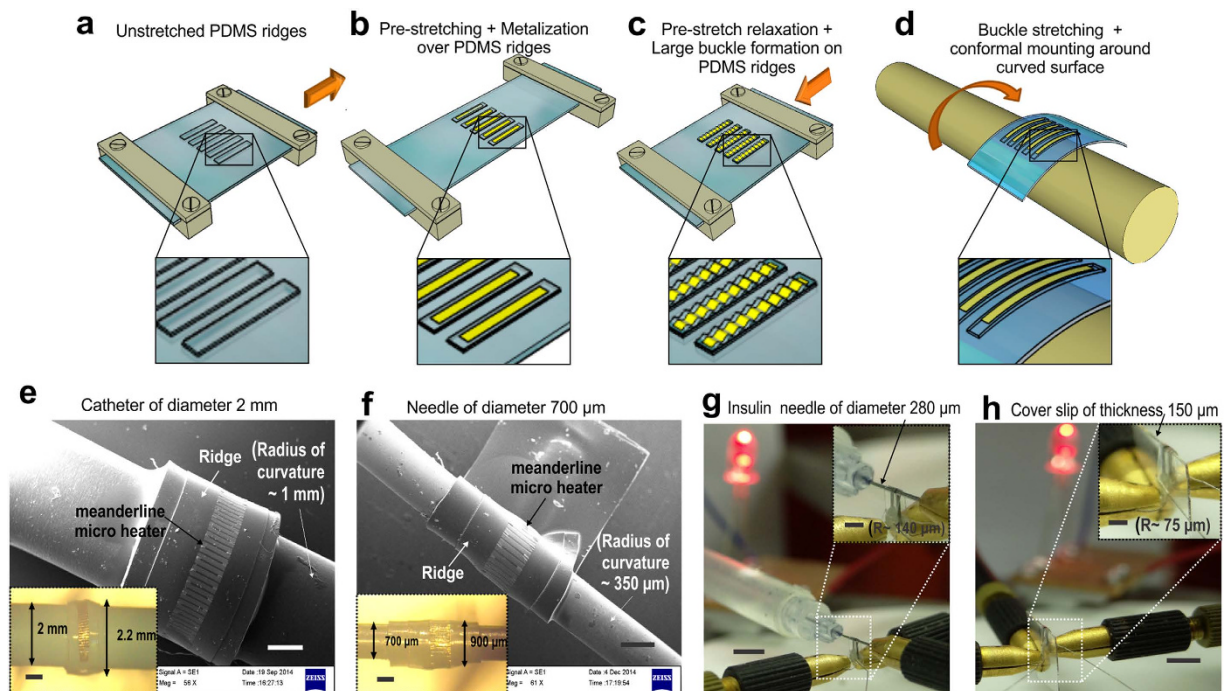 a
Unstretched PDMS ridges
b
Pre-stretching + Metalization
over PDMS ridges
c
Pre-stretch relaxation +
Large buckle formation on
PDMS ridges
d
Buckle stretching +
conformal mounting around
curved surface
e
Catheter of diameter 2 mm
Ridge
(Radius of
curvature
~ 1 mm)
meanderline
micro heater
2 mm
2.2 mm
Signal A = SE1
Date :19 Sep 2014
Mag = 56 X
Time :16:27:13
ZEISS
f
Needle of diameter 700 µm
meanderline
micro heater
Ridge
(Radius of
curvature
~ 350 µm)
700 µm
900 µm
Signal A = SE1
Date :4 Dec 2014
Mag = 61 X
Time :17:19:54
ZEISS
g
Insulin needle of diameter 280 µm
(R~ 140 µm)
h
Cover slip of thickness 150 µm
(R~ 75 µm)